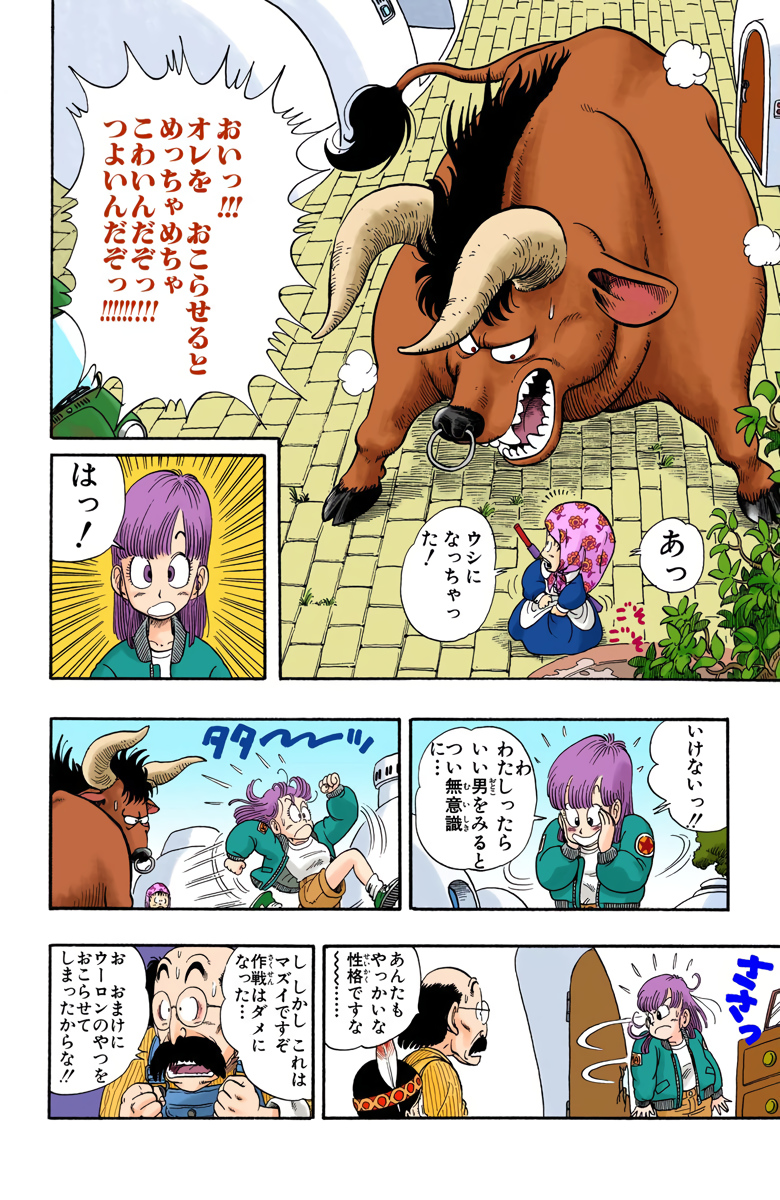 おいっ!!!
オレを おこらせると
めっちゃめちゃ
こわいんだぞっ
つよいんだぞっ!!!!!!!!!!
あっ
ウシに
なっちゃっ
た!
ごそ
ごそ
はっ!
いけないっ!!
わ
わたしったら
いい男をみると
つい無意識
に…
タタ〜〜〜ッ
ささっ
あんたも
やっかいな
性格ですな
〜〜〜………
し しかし これは
マズイですぞ
作戦はダメに
なった…
お おまけに
ウーロンのやつを
おこらせて
しまったからな!!